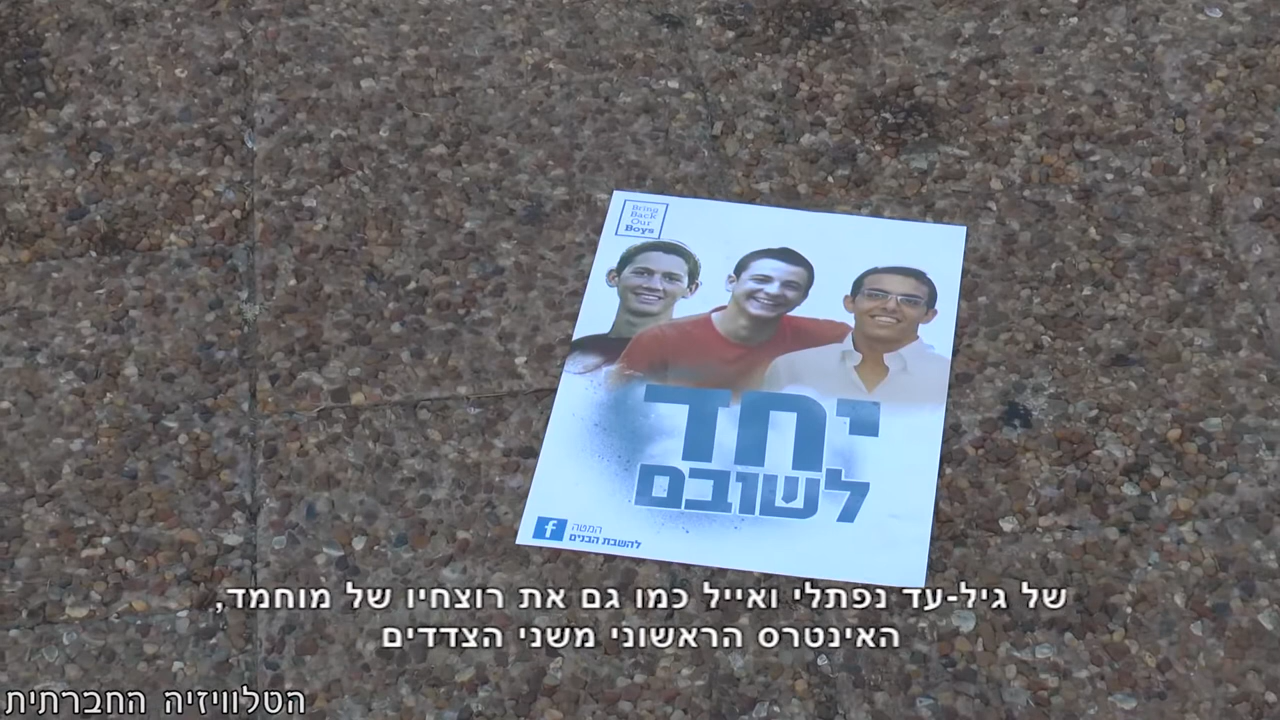 Bring
Back
Our
Boys
יחד
לשובם
המטה
להשבת הבנים
של גיל-עד נפתלי ואייל כמו גם את רוצחיו של מוחמד,
האינטרס הראשוני משני הצדדים
הטלוויזיה החברתית